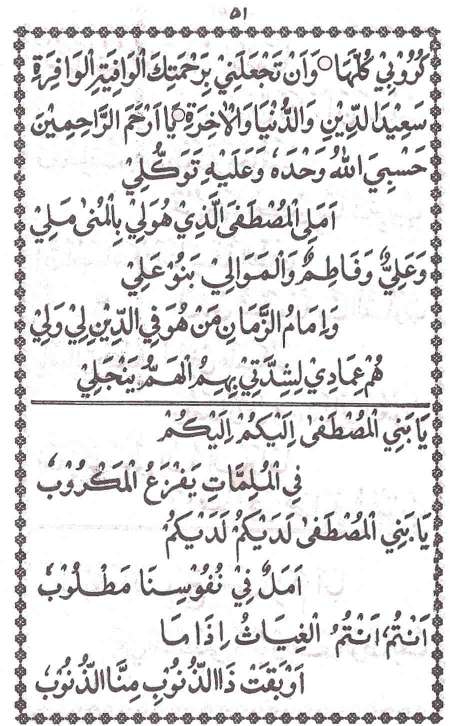 ٥١
كُرُوْبِيْ كُلَّهَا ۝ وَاَنْ تَجْعَلَنِيْ بِرَحْمَتِكَ الْوَافِيَةِ الْوَافِرَةِ
سَعِيْدَ الدِّيْنِ وَالدُّنْيَا وَالْاٰخِرَةِ ۝ يَا اَرْحَمَ الرَّاحِمِيْنَ
حَسْبِيَ اللهُ وَحْدَهٗ وَعَلَيْهِ تَوَكُّلِيْ
اَمَلِي الْمُصْطَفَى الَّذِيْ هُوَ لِيْ بِالْمُنٰى مَلِيْ
وَعَلِيٌّ وَفَاطِمٌ وَالْمَوَالِيْ بَنُوْ عَلِيْ
وَاِمَامُ الزَّمَانِ مَنْ هُوَ فِي الدِّيْنِ لِيْ وَلِيْ
هُمْ عِمَادِيْ لِشِدَّتِيْ بِهِمُ الْهَمُّ يَنْجَلِيْ
يَا بَنِي الْمُصْطَفٰى اِلَيْكُمْ اِلَيْكُمْ
فِي الْمُلِمَّاتِ يَفْزَعُ الْمَكْرُوْبُ
يَا بَنِي الْمُصْطَفٰى لَدَيْكُمْ لَدَيْكُمْ
اَمَلٌ فِيْ نُفُوْسِنَا مَطْلُوْبُ
اَنْتُمُ اَنْتُمُ الْغِيَاثُ اِذَا مَا
اَوْبَقَتْ ذَا الذُّنُوْبِ مِنَّا الذُّنُوْبُ